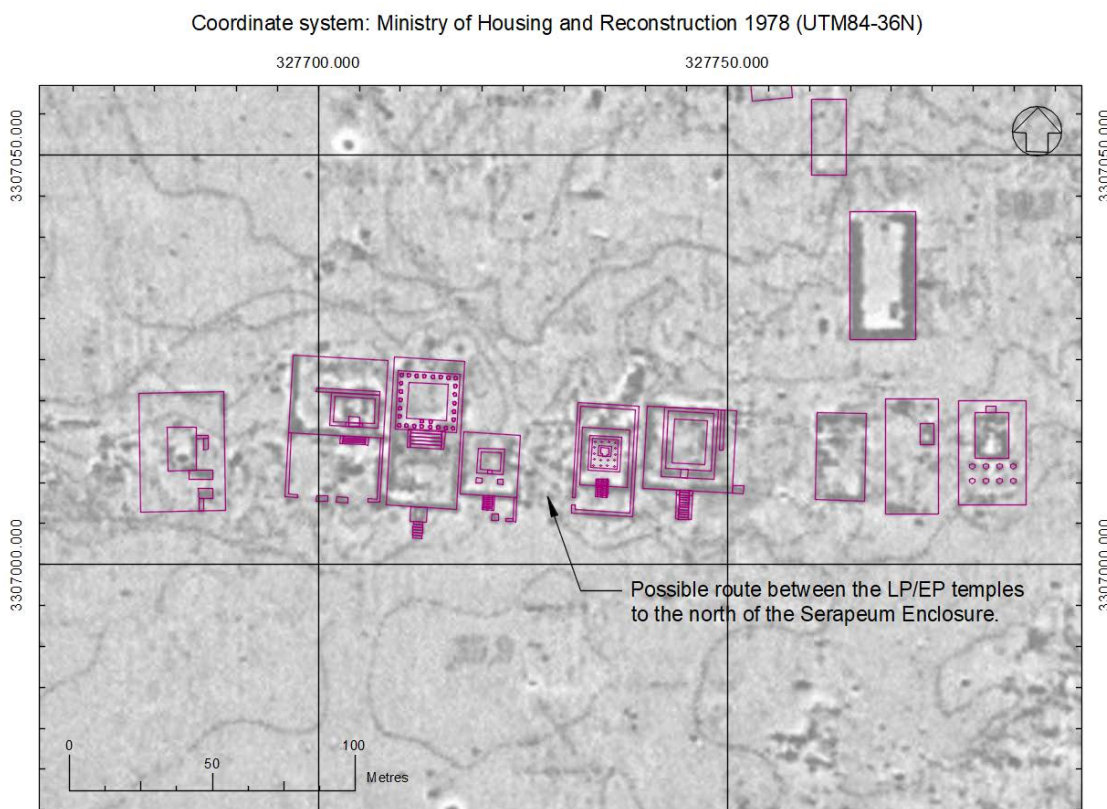 Coordinate system: Ministry of Housing and Reconstruction 1978 (UTM84-36N)
327700.000
327750.000
3307050.000
3307050.000
3307000.000
3307000.000
Possible route between the LP/EP temples
to the north of the Serapeum Enclosure.
0
100
50
Metres